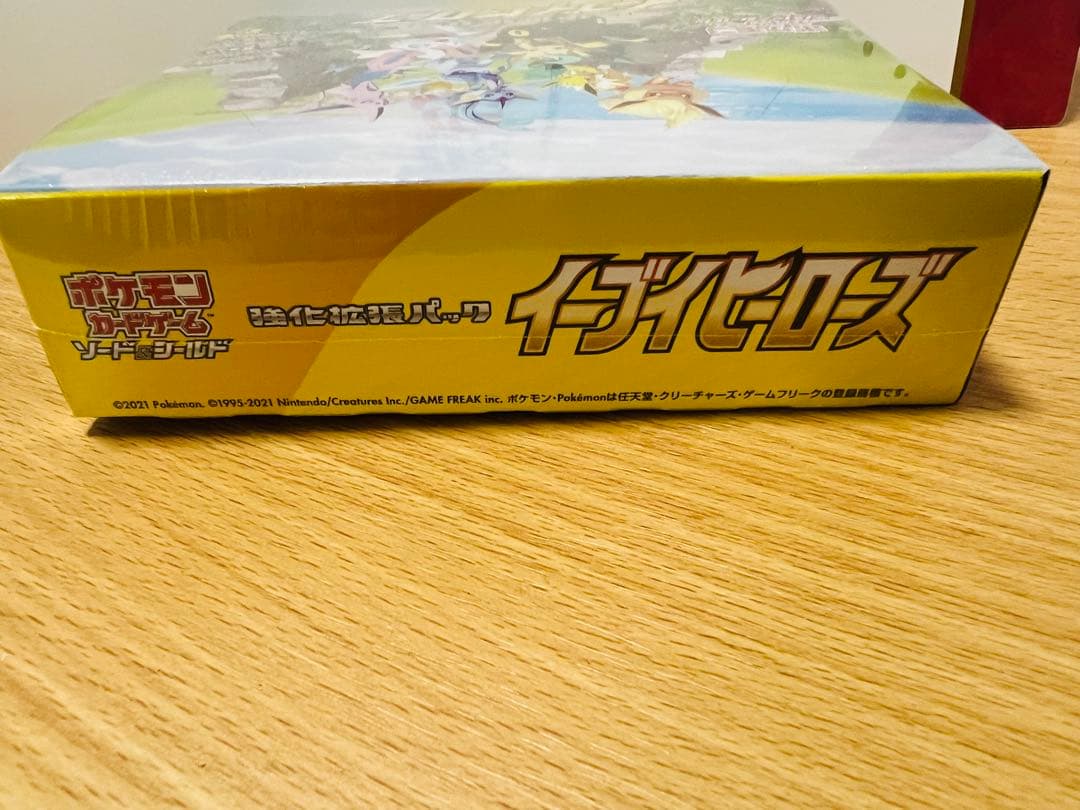 ポケモン
カードゲーム™
ソード&シールド
強化拡張パック
イーブイヒーローズ
©2021 Pokémon. ©1995-2021 Nintendo/Creatures Inc./GAME FREAK inc. ポケモン・Pokémonは任天堂・クリーチャーズ・ゲームフリークの登録商標です。